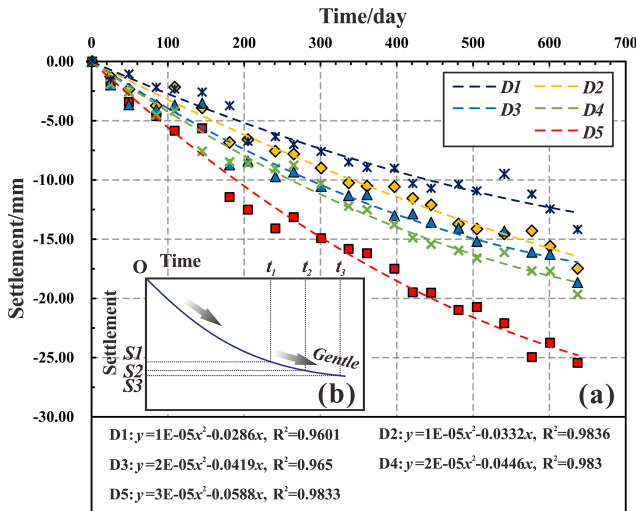 Time/day
0 100 200 300 400 500 600 700
0.00
-5.00
-10.00
-15.00
-20.00
-25.00
-30.00
Settlement/mm
D1 D2
D3 D4
D5
O Time t₁ t₂ t₃
Settlement
S1
S2
S3
Gentle
(b)
(a)
D1: y=1E-05x²-0.0286x, R²=0.9601 D2: y=1E-05x²-0.0332x, R²=0.9836
D3: y=2E-05x²-0.0419x, R²=0.965 D4: y=2E-05x²-0.0446x, R²=0.983
D5: y=3E-05x²-0.0588x, R²=0.9833